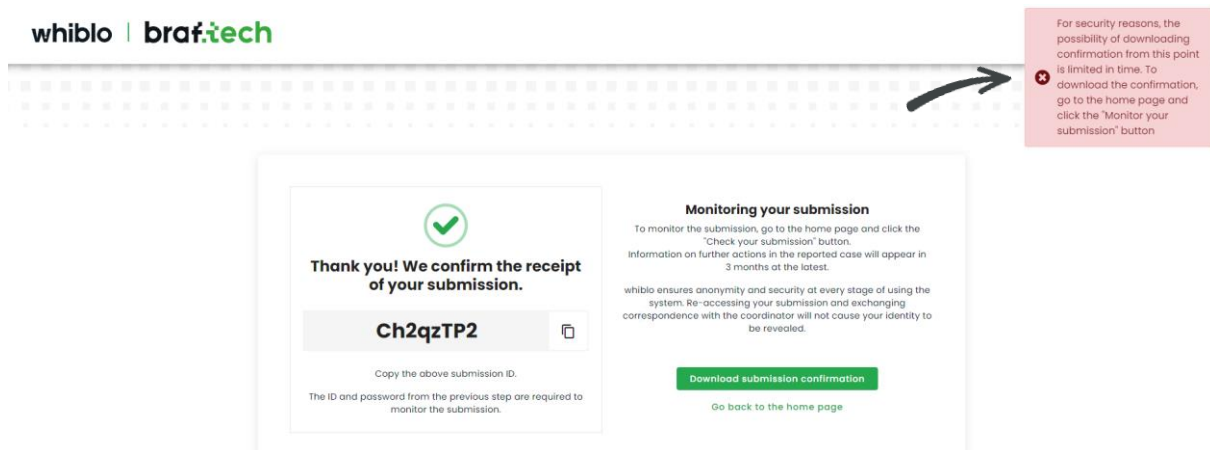 whiblo | braf.tech
For security reasons, the
possibility of downloading
confirmation from this point
is limited in time. To
download the confirmation,
go to the home page and
click the "Monitor your
submission" button
Thank you! We confirm the receipt
of your submission.
Ch2qzTP2
Copy the above submission ID.
The ID and password from the previous step are required to
monitor the submission.
Monitoring your submission
To monitor the submission, go to the home page and click the
"Check your submission" button.
Information on further actions in the reported case will appear in
3 months at the latest.
whiblo ensures anonymity and security at every stage of using the
system. Re-accessing your submission and exchanging
correspondence with the coordinator will not cause your identity to
be revealed.
Download submission confirmation
Go back to the home page